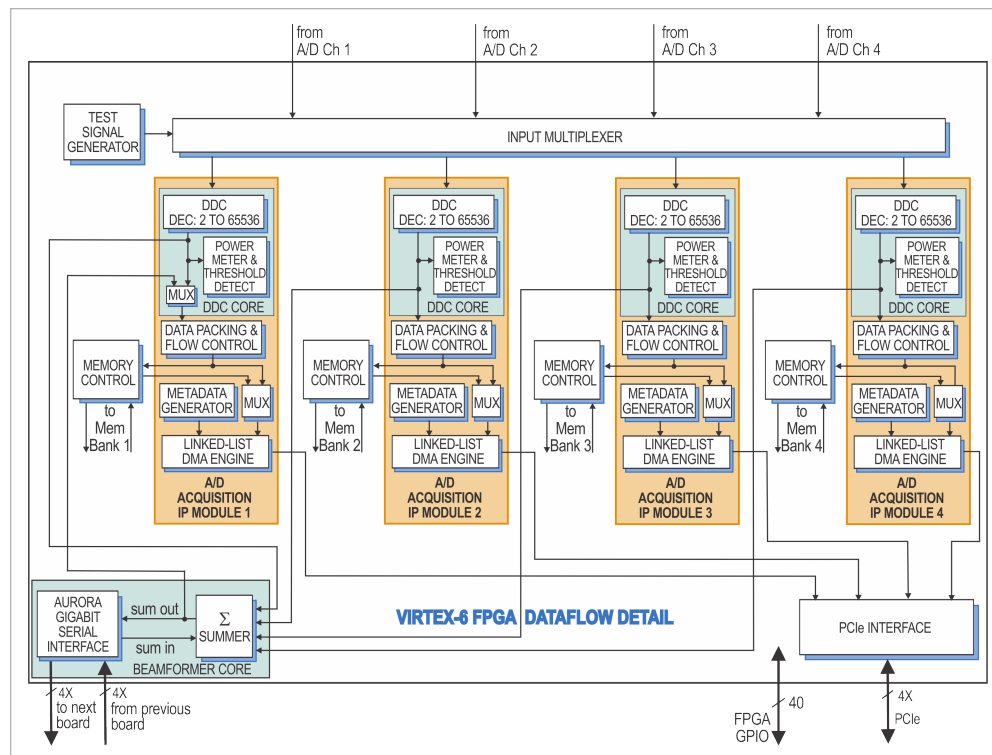 from
A/D Ch 1
from
A/D Ch 2
from
A/D Ch 3
from
A/D Ch 4
TEST
SIGNAL
GENERATOR
INPUT MULTIPLEXER
DDC
DEC: 2 TO 65536
POWER
METER &
THRESHOLD
DETECT
MUX
DDC CORE
DATA PACKING &
FLOW CONTROL
MEMORY
CONTROL
METADATA
GENERATOR
MUX
to
Mem
Bank 1
LINKED-LIST
DMA ENGINE
A/D
ACQUISITION
IP MODULE 1
DDC
DEC: 2 TO 65536
POWER
METER &
THRESHOLD
DETECT
DDC CORE
DATA PACKING &
FLOW CONTROL
MEMORY
CONTROL
METADATA
GENERATOR
MUX
to
Mem
Bank 2
LINKED-LIST
DMA ENGINE
A/D
ACQUISITION
IP MODULE 2
DDC
DEC: 2 TO 65536
POWER
METER &
THRESHOLD
DETECT
DDC CORE
DATA PACKING &
FLOW CONTROL
MEMORY
CONTROL
METADATA
GENERATOR
MUX
to
Mem
Bank 3
LINKED-LIST
DMA ENGINE
A/D
ACQUISITION
IP MODULE 3
DDC
DEC: 2 TO 65536
POWER
METER &
THRESHOLD
DETECT
DDC CORE
DATA PACKING &
FLOW CONTROL
MEMORY
CONTROL
METADATA
GENERATOR
MUX
to
Mem
Bank 4
LINKED-LIST
DMA ENGINE
A/D
ACQUISITION
IP MODULE 4
AURORA
GIGABIT
SERIAL
INTERFACE
sum out
sum in
Σ
SUMMER
BEAMFORMER CORE
VIRTEX-6 FPGA DATAFLOW DETAIL
PCIe INTERFACE
4X
to next
board
4X
from previous
board
40
FPGA
GPIO
4X
PCIe